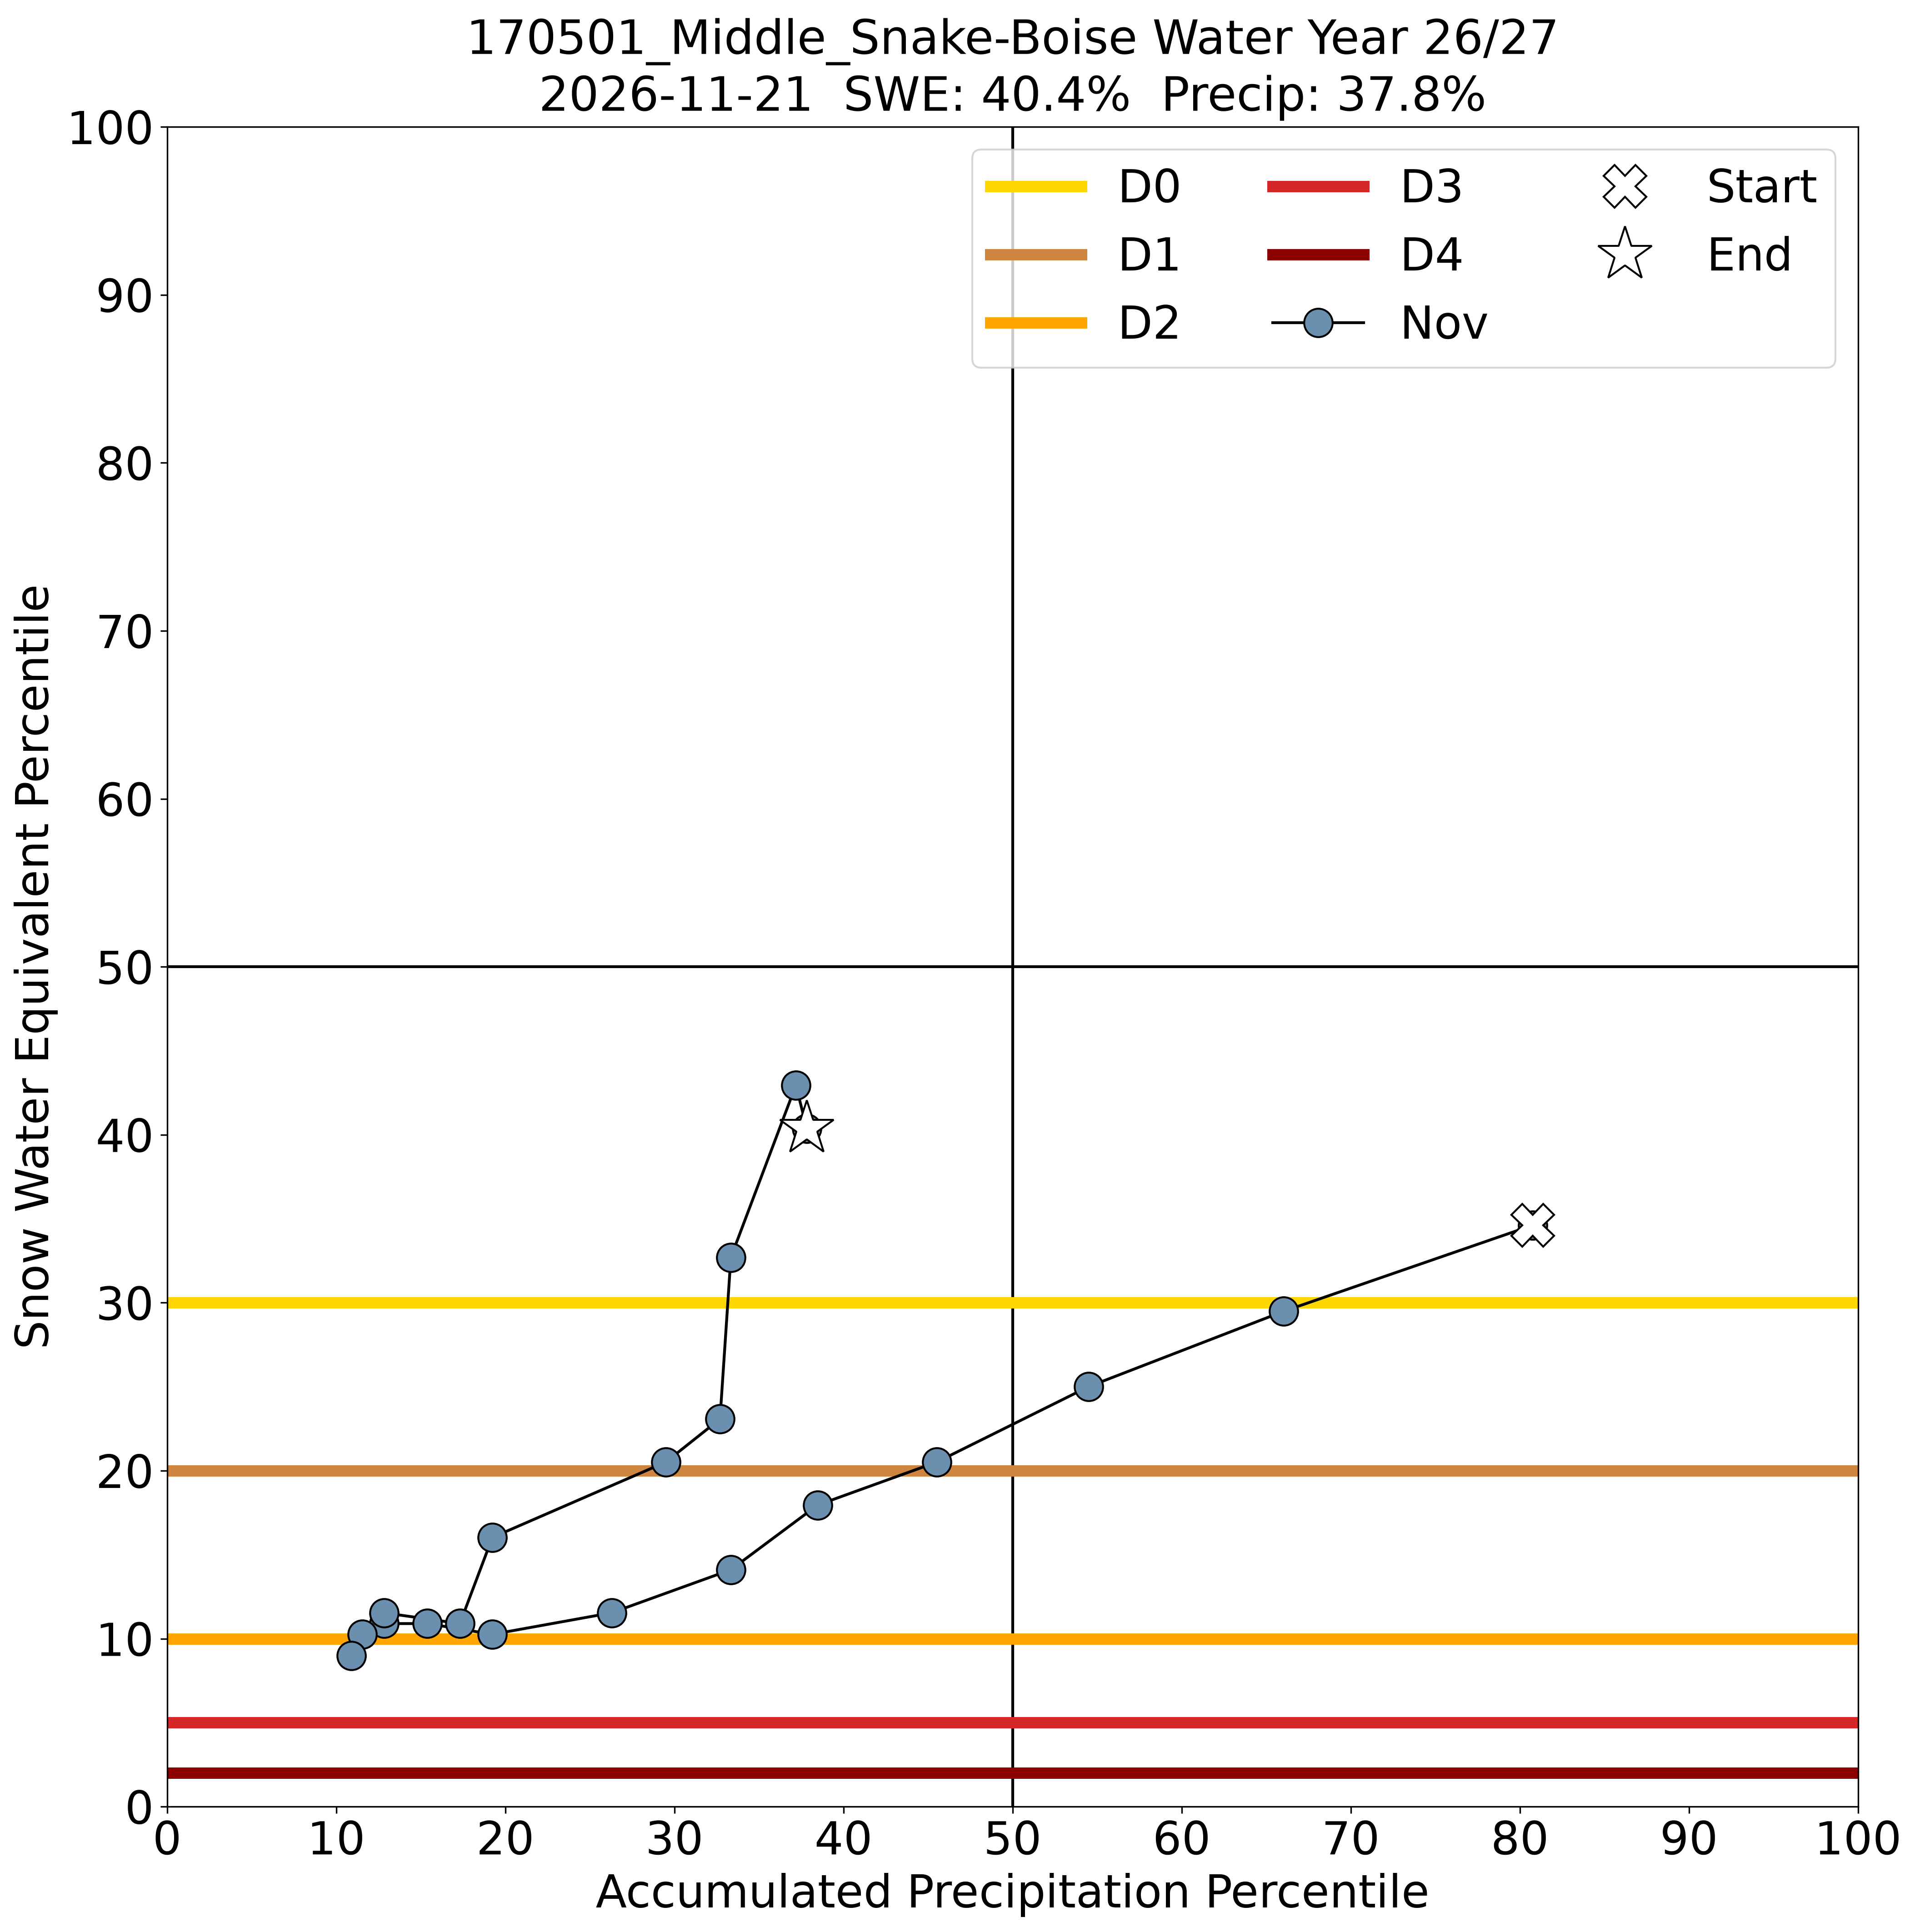 170501_Middle_Snake-Boise Water Year 26/27
2026-11-21  SWE: 40.4%  Precip: 37.8%
D0
D1
D2
D3
D4
Nov
Start
End
100
90
80
70
60
50
40
30
20
10
0
Snow Water Equivalent Percentile
0 10 20 30 40 50 60 70 80 90 100
Accumulated Precipitation Percentile